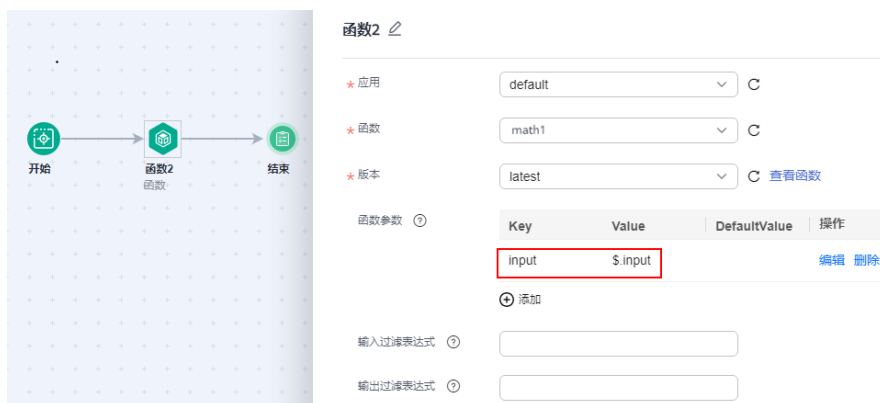 函数2
开始
函数2
函数
结束
* 应用
default
* 函数
math1
* 版本
latest
查看函数
函数参数 ?
Key Value DefaultValue 操作
input $.input 编辑 删除
添加
输入过滤表达式 ?
输出过滤表达式 ?